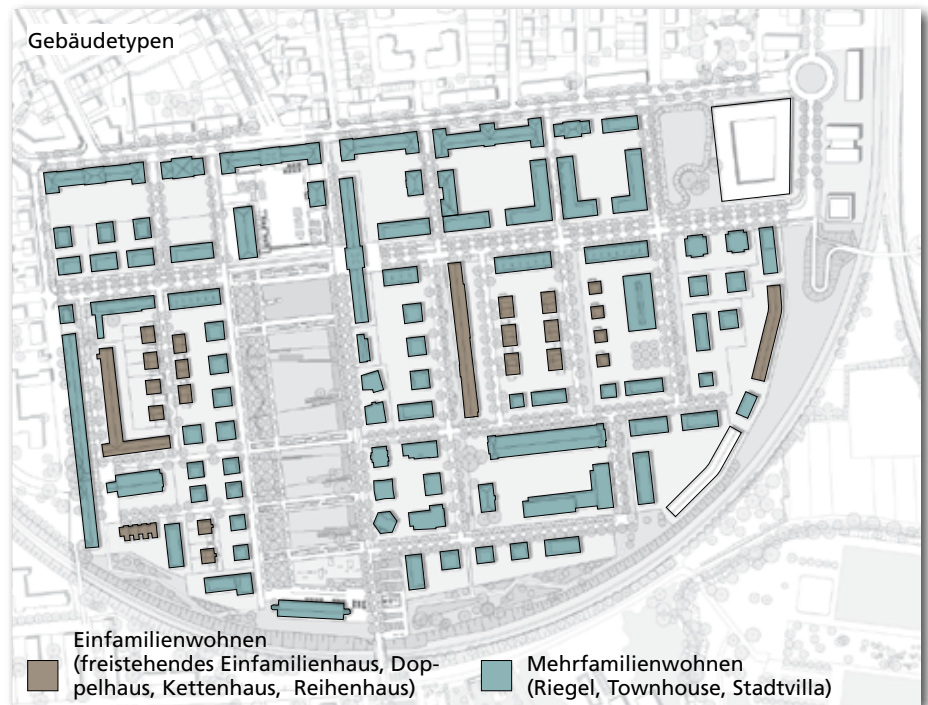 Gebäudetypen
Einfamilienwohnen
(freistehendes Einfamilienhaus, Dop-
pelhaus, Kettenhaus, Reihenhaus)
Mehrfamilienwohnen
(Riegel, Townhouse, Stadtvilla)